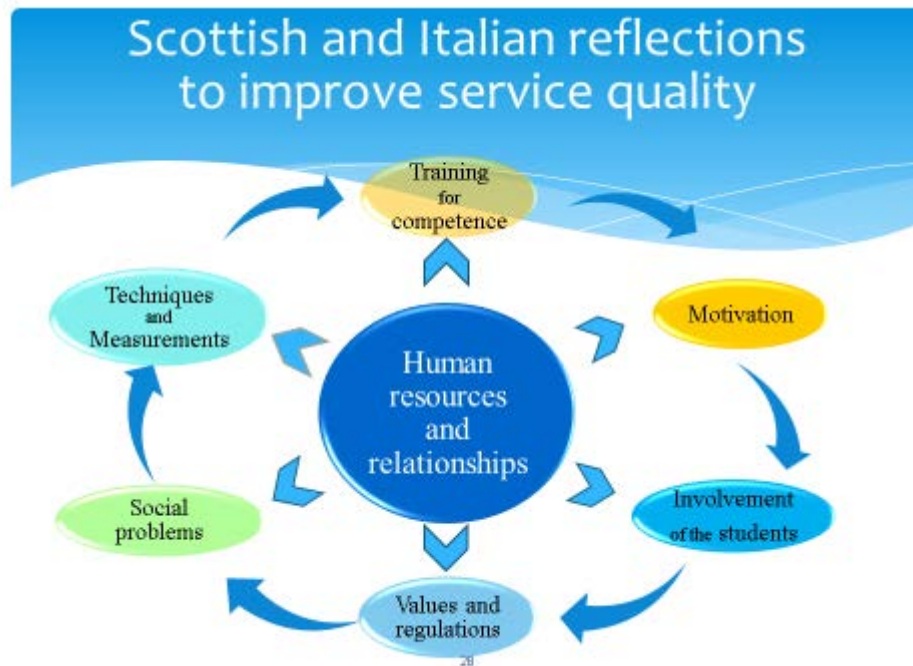 Scottish and Italian reflections
to improve service quality
Training
for
competence
Techniques
and
Measurements
Motivation
Human
resources
and
relationships
Social
problems
Involvement
of the students
Values and
regulations
28